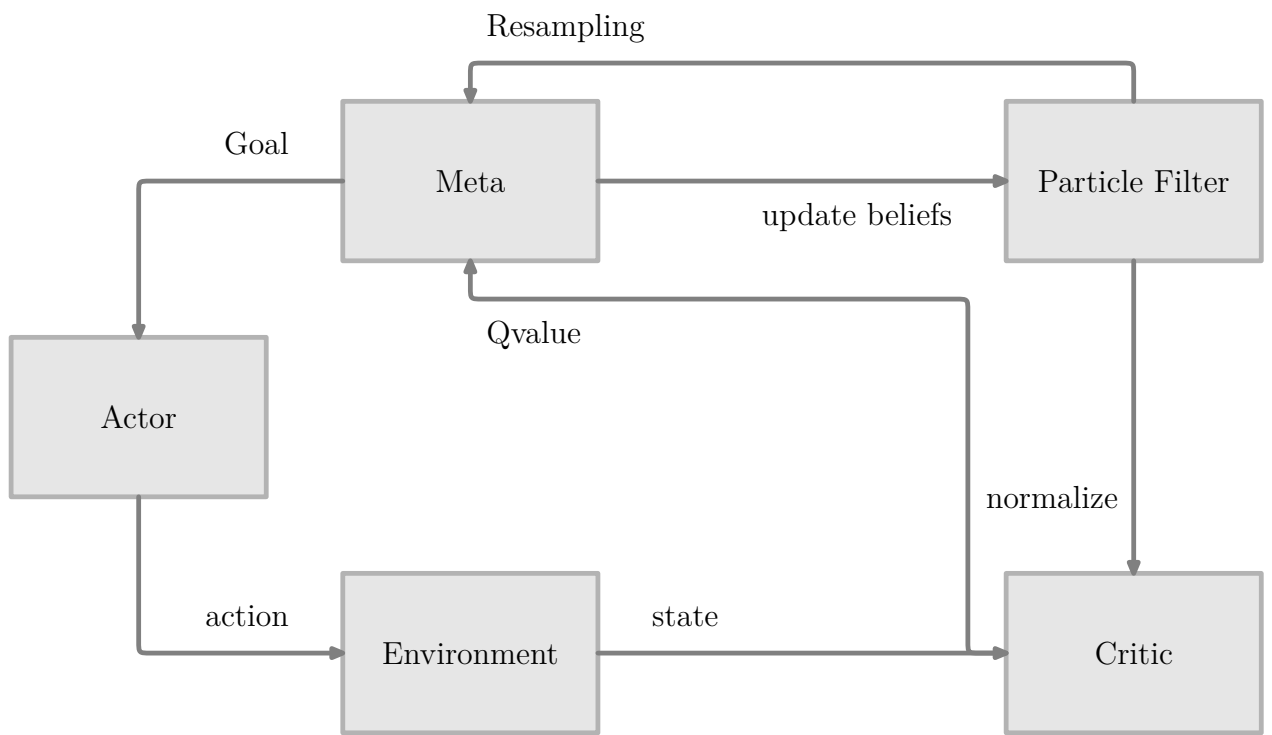 Resampling
Goal
Meta
Particle Filter
update beliefs
Qvalue
Actor
normalize
action
state
Environment
Critic